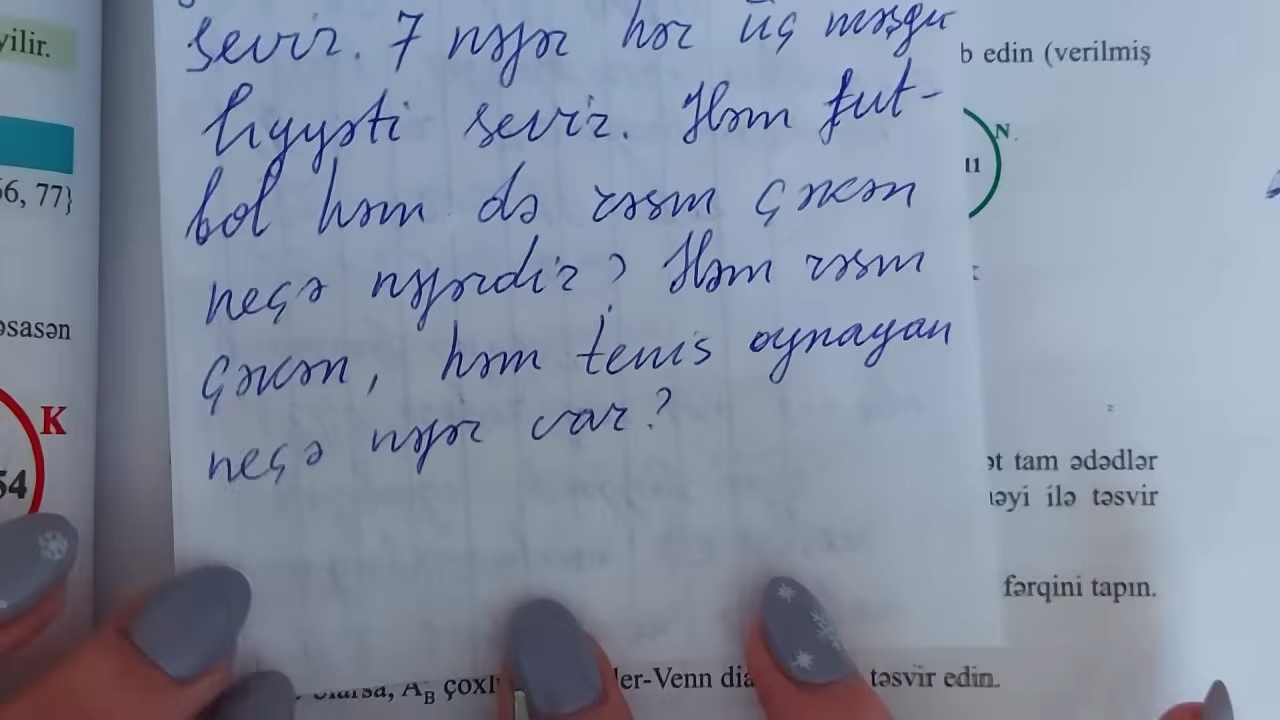 yilir.
sevir. 7 nəfər hər üç məşğu
b edin (verilmiş
liyyəti sevir. Həm fut-
N
11
66, 77}
bol həm də rəsm çəkən
neçə nəfərdir? Həm rəsm
əsasən
çəkən, həm tenis oynayan
K
neçə nəfər var?
ət tam ədədlər
54
əyi ilə təsvir
fərqini tapın.
olarsa, A_B çoxl ler-Venn dia təsvir edin.